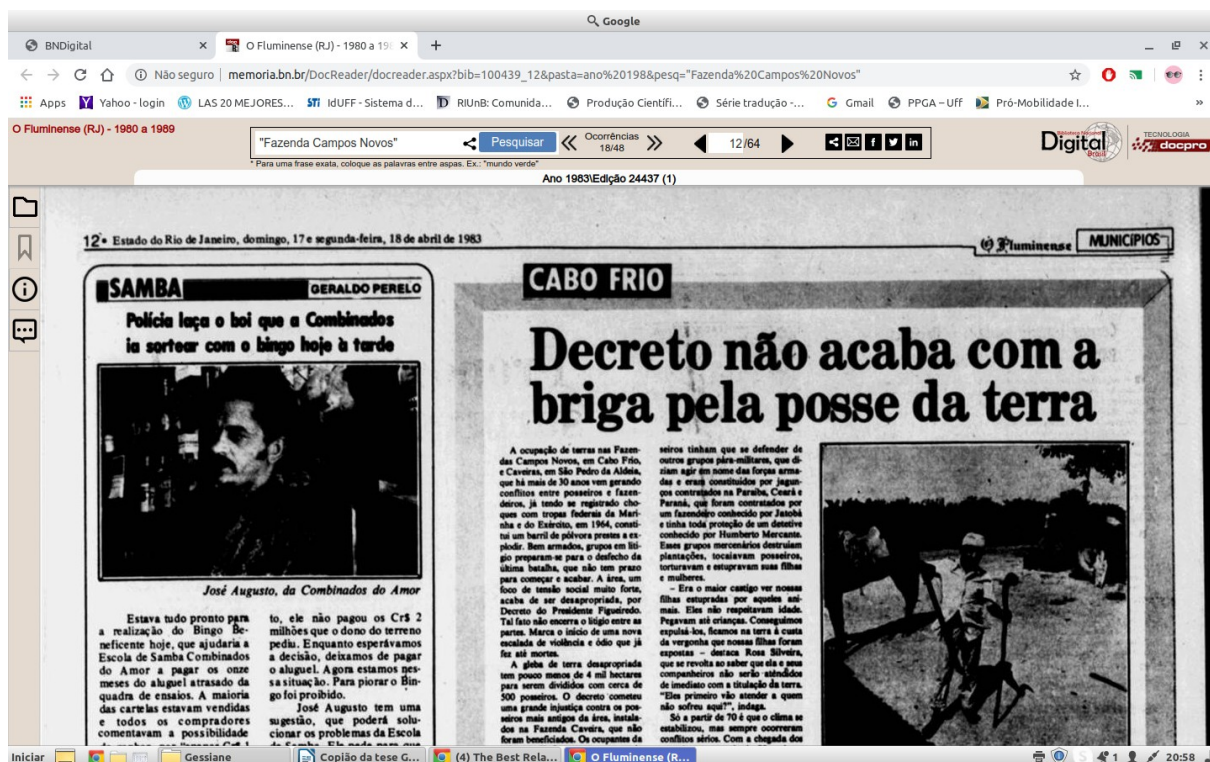 Google
BNDigital
O Fluminense (RJ) - 1980 a 19
Não seguro | memoria.bn.br/DocReader/docreader.aspx?bib=100439_12&pasta=ano%20198&pesq="Fazenda%20Campos%20Novos"
Apps Yahoo - login LAS 20 MEJORES... STi IdUFF - Sistema d... RIUnB: Comunida... Produção Científi... Série tradução -... Gmail PPGA – Uff Pró-Mobilidade I... »
O Fluminense (RJ) - 1980 a 1989
"Fazenda Campos Novos" Pesquisar Ocorrências 18/48 12/64
* Para uma frase exata, coloque as palavras entre aspas. Ex.: "mundo verde"
Biblioteca Nacional Digital Brasil
TECNOLOGIA docpro
Ano 1983\Edição 24437 (1)
12• Estado do Rio de Janeiro, domingo, 17 e segunda-feira, 18 de abril de 1983
O Fluminense MUNICÍPIOS
SAMBA GERALDO PERELO
Polícia laça o boi que a Combinados
ia sortear com o bingo hoje à tarde
José Augusto, da Combinados do Amor
Estava tudo pronto para
a realização do Bingo Be-
neficente hoje, que ajudaria a
Escola de Samba Combinados
do Amor a pagar os onze
meses do aluguel atrasado da
quadra de ensaios. A maioria
das cartelas estavam vendidas
e todos os compradores
comentavam a possibilidade
to, ele não pagou os Cr$ 2
milhões que o dono do terreno
pediu. Enquanto esperávamos
a decisão, deixamos de pagar
o aluguel. Agora estamos nes-
sa situação. Para piorar o Bin-
go foi proibido.
José Augusto tem uma
sugestão, que poderá solu-
cionar os problemas da Escola
de Samba. Ele pede para que
CABO FRIO
Decreto não acaba com a
briga pela posse da terra
A ocupação de terras nas Fazen-
das Campos Novos, em Cabo Frio,
e Caveiras, em São Pedro da Aldeia,
que há mais de 30 anos vem gerando
conflitos entre posseiros e fazen-
deiros, já tendo se registrado cho-
ques com tropas federais da Mari-
nha e do Exército, em 1964, consti-
tui um barril de pólvora prestes a ex-
plodir. Bem armados, grupos em lití-
gio preparam-se para o desfecho da
última batalha, que não tem prazo
para começar e acabar. A área, um
foco de tensão social muito forte,
acaba de ser desapropriada, por
Decreto do Presidente Figueiredo.
Tal fato não encerra o litígio entre as
partes. Marca o início de uma nova
escalada de violência e ódio que já
fez até mortes.
A gleba de terra desapropriada
tem pouco menos de 4 mil hectares
para serem divididos com cerca de
500 posseiros. O decreto cometeu
uma grande injustiça contra os pos-
seiros mais antigos da área, instala-
dos na Fazenda Caveira, que não
foram beneficiados. Os ocupantes da
seiros tinham que se defender de
outros grupos pára-militares, que di-
ziam agir em nome das forças arma-
das e eram constituídos por jagun-
ços contratados na Paraíba, Ceará e
Paraná, que foram contratados por
um fazendeiro conhecido por Jatobá
e tinha toda proteção de um detetive
conhecido por Humberto Mercante.
Esses grupos mercenários destruíam
plantações, tocaiavam posseiros,
torturavam e estupravam suas filhas
e mulheres.
– Era o maior castigo ver nossas
filhas estupradas por aqueles ani-
mais. Eles não respeitavam idade.
Pegavam até crianças. Conseguimos
expulsá-los, ficamos na terra à custa
da vergonha que nossas filhas foram
expostas – destaca Rosa Silveira,
que se revolta ao saber que ela e seus
companheiros não serão atendidos
de imediato com a titulação da terra.
"Eles primeiro vão atender a quem
não sofreu aqui?", indaga.
Só a partir de 70 é que o clima se
estabilizou, mas sempre ocorreram
conflitos sérios. Com a chegada dos
Iniciar Gessiane Copião da tese G... (4) The Best Rela... O Fluminense (R... 1 20:58